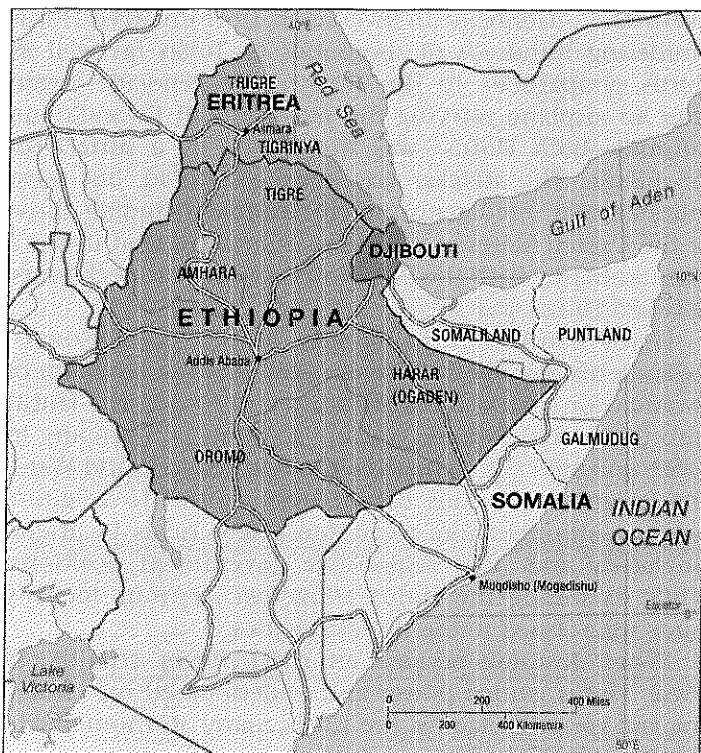 40°E
TRIGRE
ERITREA
Red Sea
Asmara
TIGRINYA
TIGRE
Gulf of Aden
DJIBOUTI
AMHARA
10°N
ETHIOPIA
SOMALILAND
PUNTLAND
Addis Ababa
HARAR
(OGADEN)
GALMUDUG
OROMO
SOMALIA
INDIAN
OCEAN
Muqdisho (Mogadishu)
Equator
0°
Lake
Victoria
0 200 400 Miles
0 200 400 Kilometers
50°E